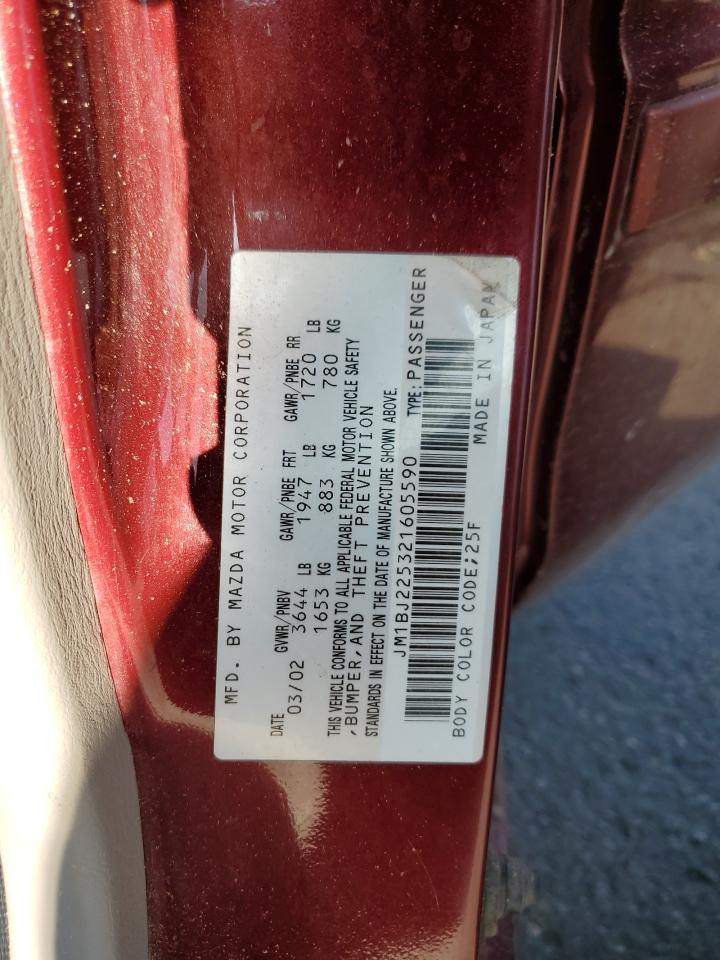 MFD. BY MAZDA MOTOR CORPORATION
DATE GVWR/PNBV GAWR/PNBE FRT GAWR/PNBE RR
03/02 3644 LB 1947 LB 1720 LB
1653 KG 883 KG 780 KG
THIS VEHICLE CONFORMS TO ALL APPLICABLE FEDERAL MOTOR VEHICLE SAFETY
,BUMPER,AND THEFT PREVENTION
STANDARDS IN EFFECT ON THE DATE OF MANUFACTURE SHOWN ABOVE.
JM1BJ225321605590 TYPE: PASSENGER
BODY COLOR CODE;25F MADE IN JAPAN